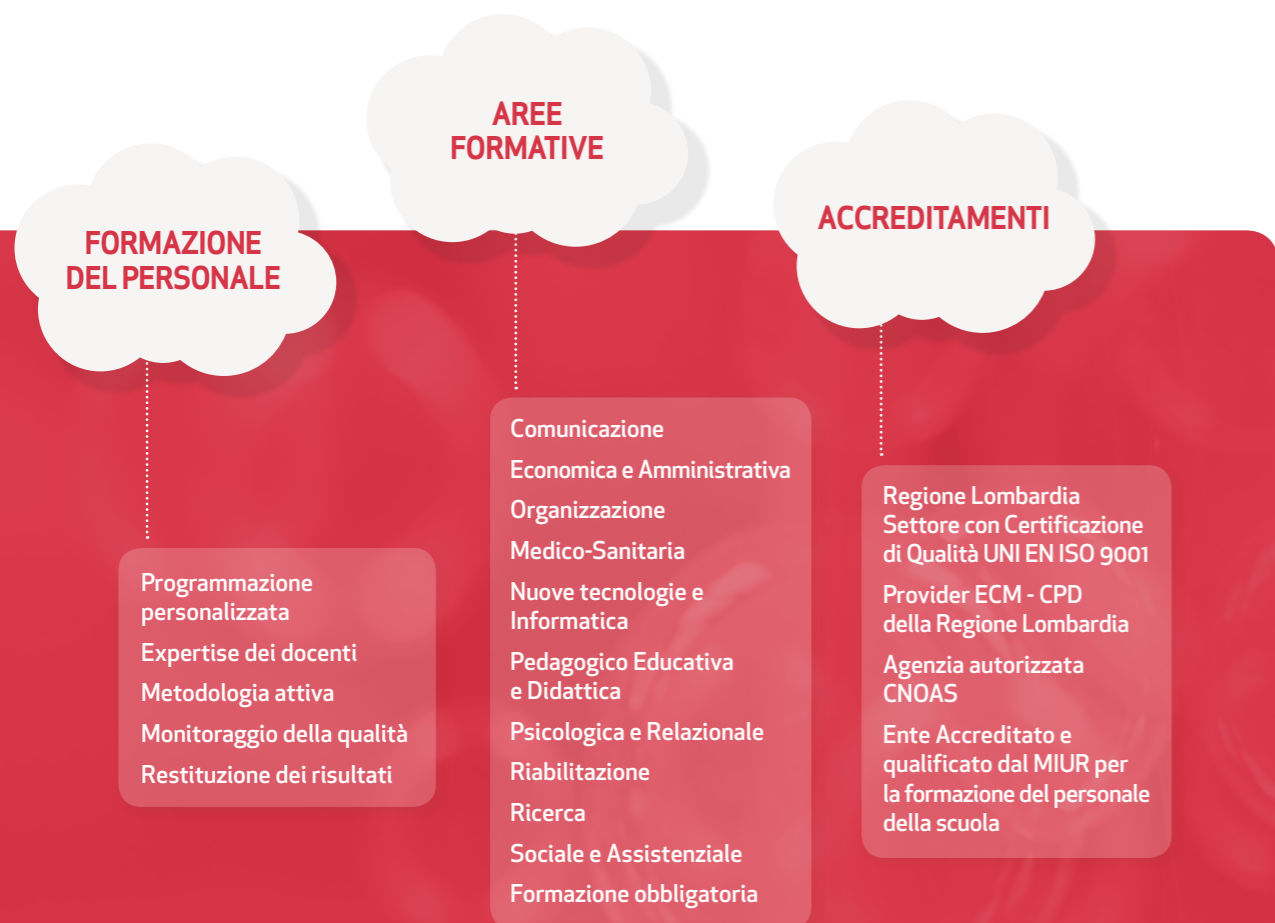 FORMAZIONE
DEL PERSONALE
Programmazione
personalizzata
Expertise dei docenti
Metodologia attiva
Monitoraggio della qualità
Restituzione dei risultati
AREE
FORMATIVE
Comunicazione
Economica e Amministrativa
Organizzazione
Medico-Sanitaria
Nuove tecnologie e
Informatica
Pedagogico Educativa
e Didattica
Psicologica e Relazionale
Riabilitazione
Ricerca
Sociale e Assistenziale
Formazione obbligatoria
ACCREDITAMENTI
Regione Lombardia
Settore con Certificazione
di Qualità UNI EN ISO 9001
Provider ECM - CPD
della Regione Lombardia
Agenzia autorizzata
CNOAS
Ente Accreditato e
qualificato dal MIUR per
la formazione del personale
della scuola